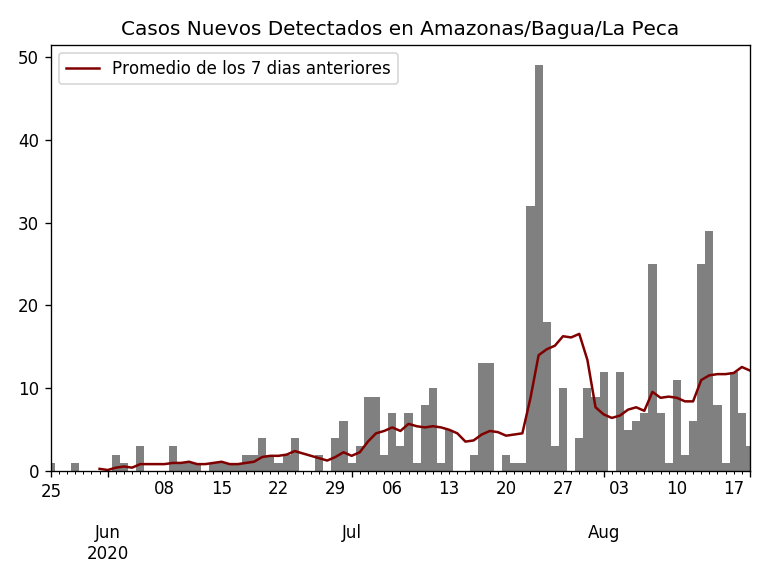 Casos Nuevos Detectados en Amazonas/Bagua/La Peca
Promedio de los 7 dias anteriores
50
40
30
20
10
0
25 08 15 22 29 06 13 20 27 03 10 17
Jun Jul Aug
2020